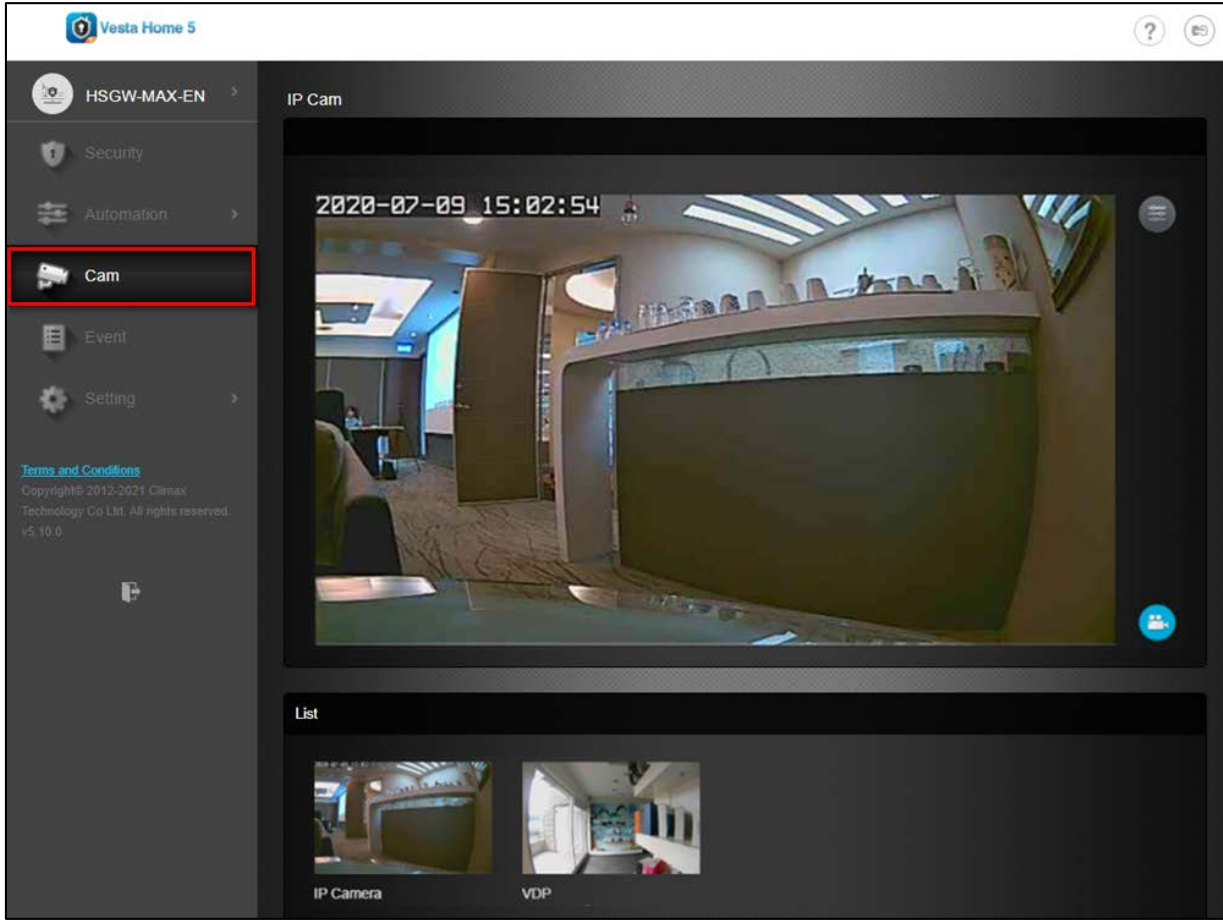 Vesta Home 5
?
HSGW-MAX-EN
Security
Automation
Cam
Event
Setting
Terms and Conditions
Copyright© 2012-2021 Climax
Technology Co Ltd. All rights reserved.
v5.10.0
IP Cam
2020-07-09 15:02:54
List
IP Camera
VDP